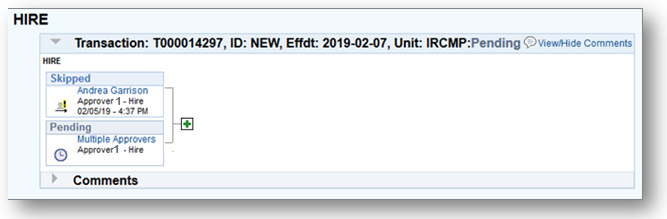 HIRE
Transaction: T000014297, ID: NEW, Effdt: 2019-02-07, Unit: IRCMP:Pending View/Hide Comments
HIRE
Skipped
Andrea Garrison
Approver 1 - Hire
02/05/19 - 4:37 PM
Pending
Multiple Approvers
Approver1 - Hire
Comments